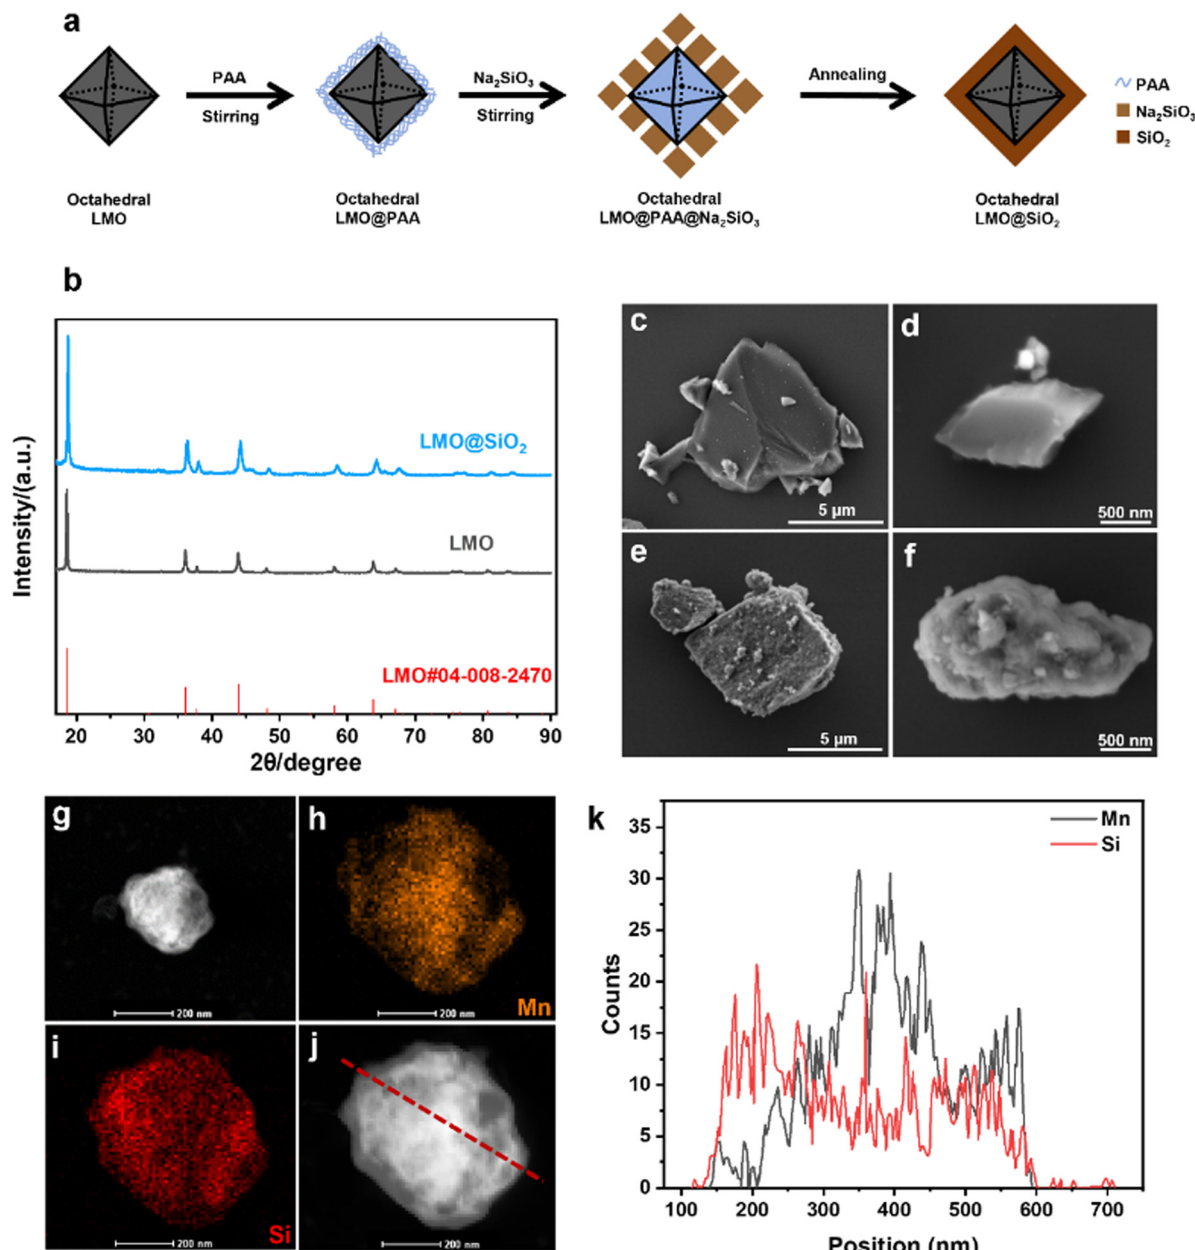 a
PAA
Stirring
Na₂SiO₃
Stirring
Annealing
PAA
Na₂SiO₃
SiO₂
Octahedral
LMO
Octahedral
LMO@PAA
Octahedral
LMO@PAA@Na₂SiO₃
Octahedral
LMO@SiO₂
b
Intensity/(a.u.)
LMO@SiO₂
LMO
LMO#04-008-2470
20 30 40 50 60 70 80 90
2θ/degree
c
5 μm
d
500 nm
e
5 μm
f
500 nm
g
200 nm
h
200 nm
Mn
i
200 nm
Si
j
200 nm
k
Mn
Si
Counts
35
30
25
20
15
10
5
0
100 200 300 400 500 600 700
Position (nm)